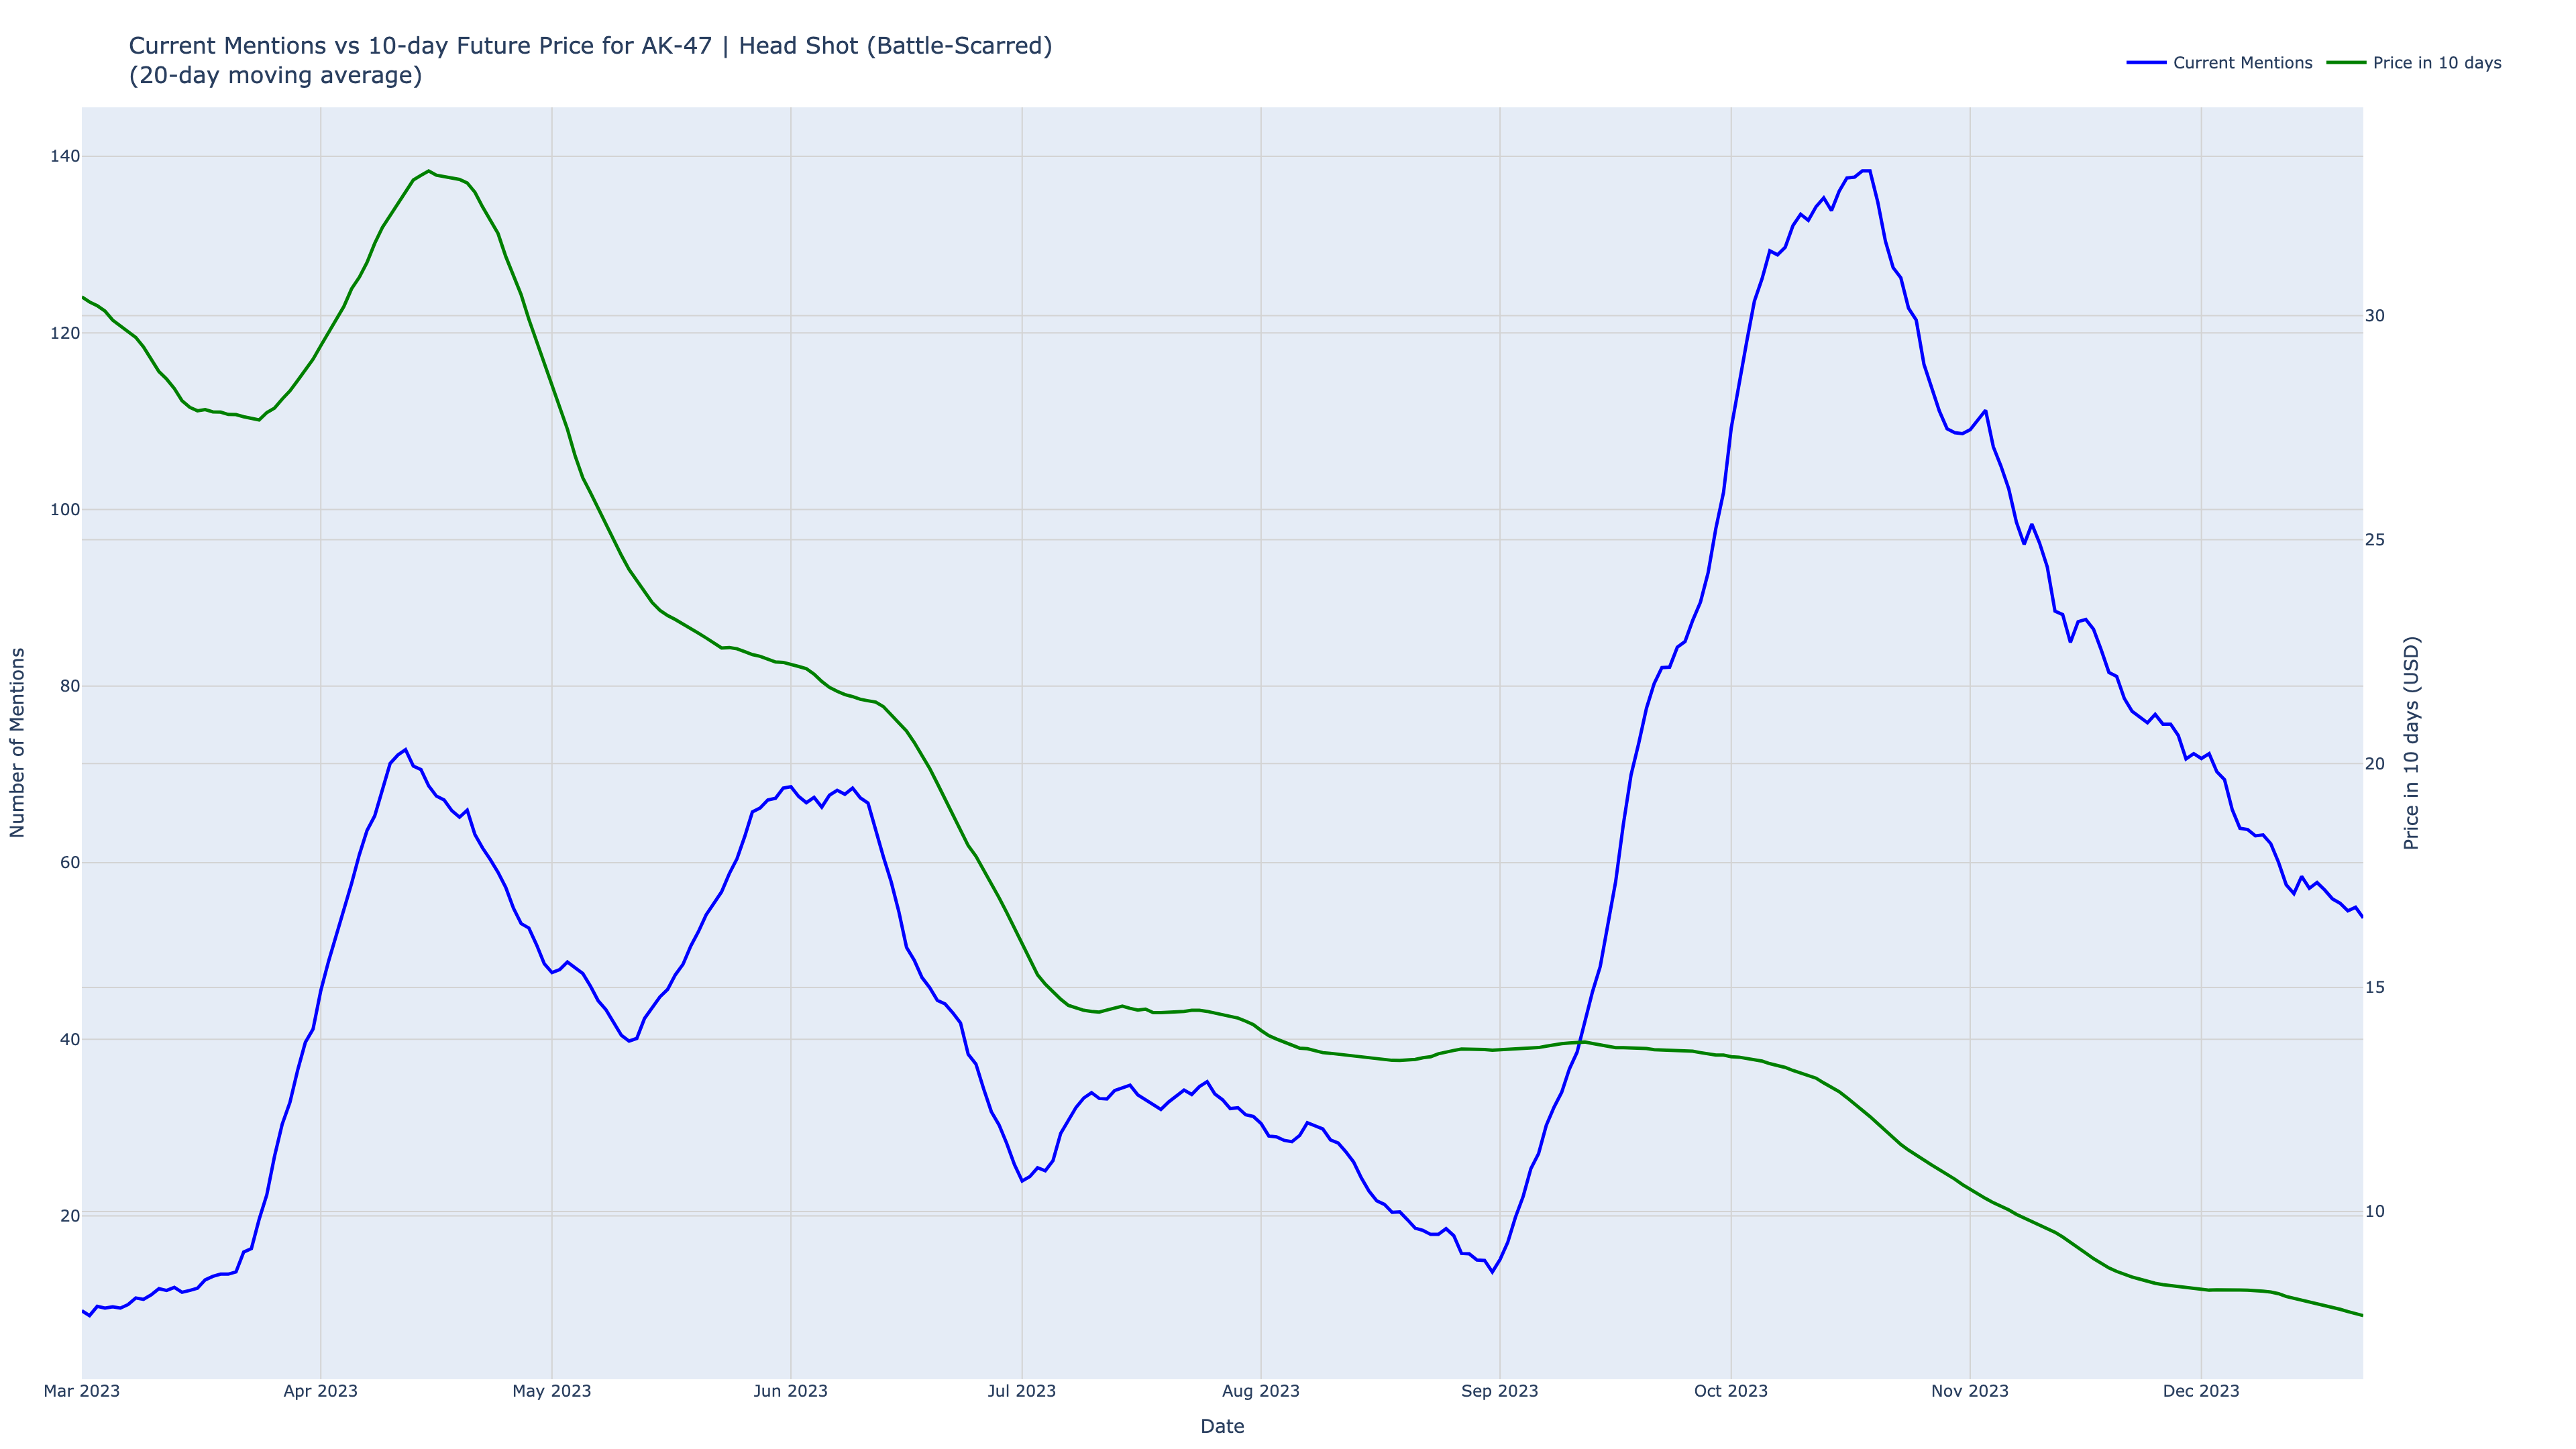 Current Mentions vs 10-day Future Price for AK-47 | Head Shot (Battle-Scarred)
(20-day moving average)
Current Mentions
Price in 10 days
140
120
100
80
60
40
20
Number of Mentions
30
25
20
15
10
Price in 10 days (USD)
Mar 2023
Apr 2023
May 2023
Jun 2023
Jul 2023
Aug 2023
Sep 2023
Oct 2023
Nov 2023
Dec 2023
Date